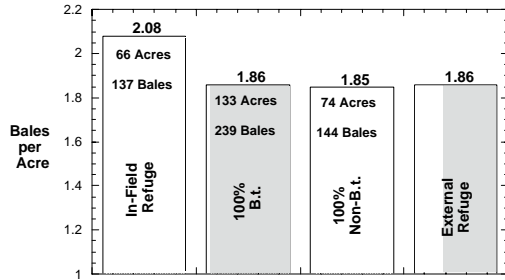 2.2
2
1.8
1.6
1.4
1.2
1
Bales
per
Acre
2.08
66 Acres
137 Bales
In-Field
Refuge
1.86
133 Acres
239 Bales
100%
B.t.
1.85
74 Acres
144 Bales
100%
Non-B.t.
1.86
External
Refuge